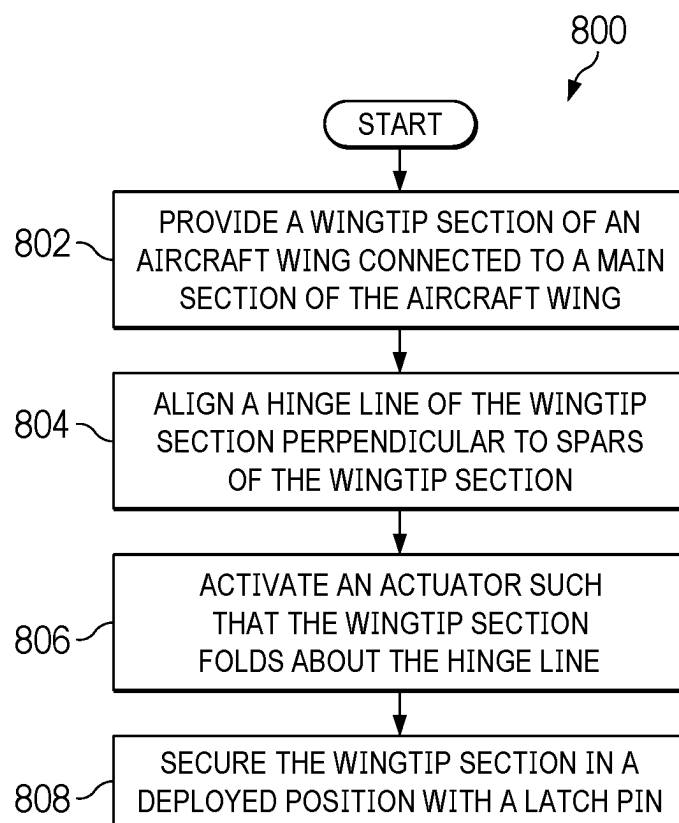 800
START
802
PROVIDE A WINGTIP SECTION OF AN
AIRCRAFT WING CONNECTED TO A MAIN
SECTION OF THE AIRCRAFT WING
804
ALIGN A HINGE LINE OF THE WINGTIP
SECTION PERPENDICULAR TO SPARS
OF THE WINGTIP SECTION
806
ACTIVATE AN ACTUATOR SUCH
THAT THE WINGTIP SECTION
FOLDS ABOUT THE HINGE LINE
808
SECURE THE WINGTIP SECTION IN A
DEPLOYED POSITION WITH A LATCH PIN